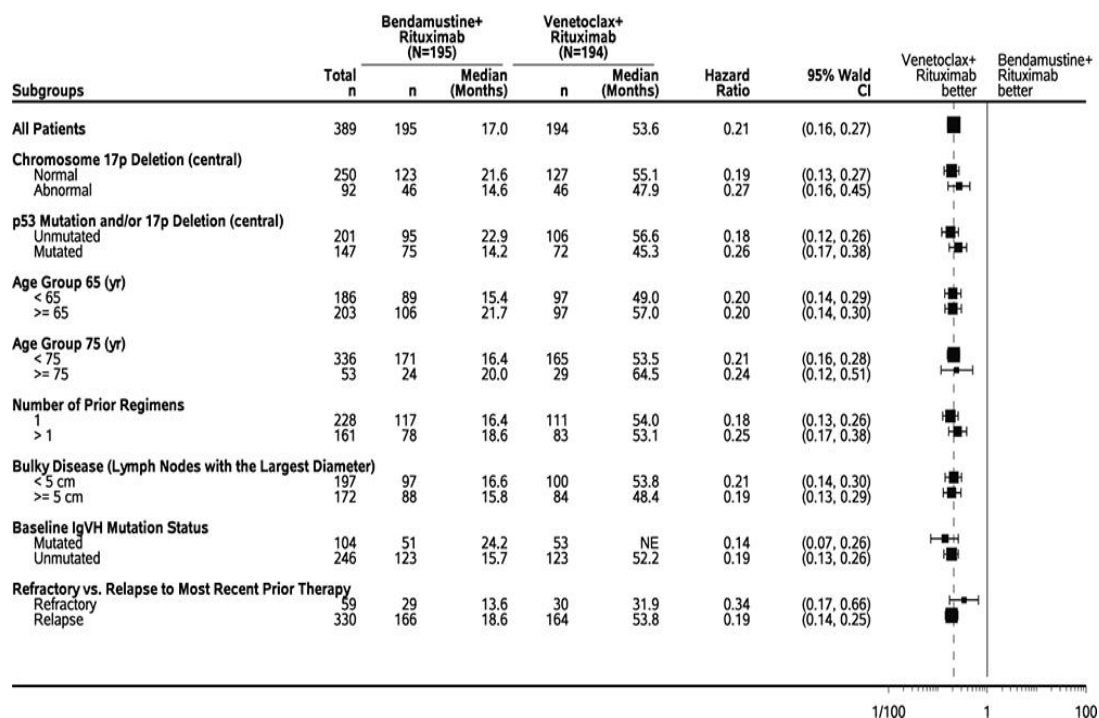 Bendamustine+ Rituximab (N=195) Venetoclax+ Rituximab (N=194)
Subgroups Total n n Median (Months) n Median (Months) Hazard Ratio 95% Wald CI Venetoclax+ Rituximab better Bendamustine+ Rituximab better
All Patients 389 195 17.0 194 53.6 0.21 (0.16, 0.27)
Chromosome 17p Deletion (central)
Normal 250 123 21.6 127 55.1 0.19 (0.13, 0.27)
Abnormal 92 46 14.6 46 47.9 0.27 (0.16, 0.45)
p53 Mutation and/or 17p Deletion (central)
Unmutated 201 95 22.9 106 56.6 0.18 (0.12, 0.26)
Mutated 147 75 14.2 72 45.3 0.26 (0.17, 0.38)
Age Group 65 (yr)
< 65 186 89 15.4 97 49.0 0.20 (0.14, 0.29)
>= 65 203 106 21.7 97 57.0 0.20 (0.14, 0.30)
Age Group 75 (yr)
< 75 336 171 16.4 165 53.5 0.21 (0.16, 0.28)
>= 75 53 24 20.0 29 64.5 0.24 (0.12, 0.51)
Number of Prior Regimens
1 228 117 16.4 111 54.0 0.18 (0.13, 0.26)
> 1 161 78 18.6 83 53.1 0.25 (0.17, 0.38)
Bulky Disease (Lymph Nodes with the Largest Diameter)
< 5 cm 197 97 16.6 100 53.8 0.21 (0.14, 0.30)
>= 5 cm 172 88 15.8 84 48.4 0.19 (0.13, 0.29)
Baseline IgVH Mutation Status
Mutated 104 51 24.2 53 NE 0.14 (0.07, 0.26)
Unmutated 246 123 15.7 123 52.2 0.19 (0.13, 0.26)
Refractory vs. Relapse to Most Recent Prior Therapy
Refractory 59 29 13.6 30 31.9 0.34 (0.17, 0.66)
Relapse 330 166 18.6 164 53.8 0.19 (0.14, 0.25)
1/100 1 100